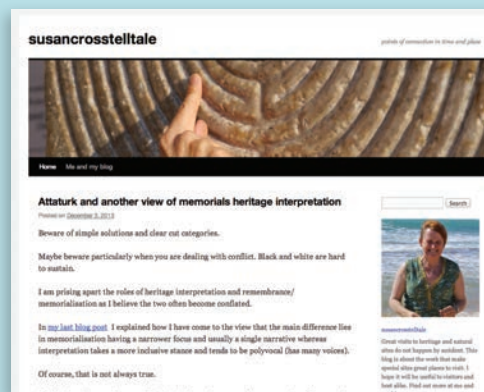 susancrosstelltale
points of connection in time and place
Home Me and my blog
Attaturk and another view of memorials heritage interpretation
Posted on December 3, 2013
Beware of simple solutions and clear cut categories.
Maybe beware particularly when you are dealing with conflict. Black and white are hard
to sustain.
I am prising apart the roles of heritage interpretation and remembrance/
memorialisation as I believe the two often become conflated.
In my last blog post I explained how I have come to the view that the main difference lies
in memorialisation having a narrower focus and usually a single narrative whereas
interpretation takes a more inclusive stance and tends to be polyvocal (has many voices).
Of course, that is not always true.
Search
susancrosstelltale
Great visits to heritage and natural
sites do not happen by accident. This
blog is about the work that make
special sites great places to visit. I
hope it will be useful to visitors and
host alike. Find out more at me and